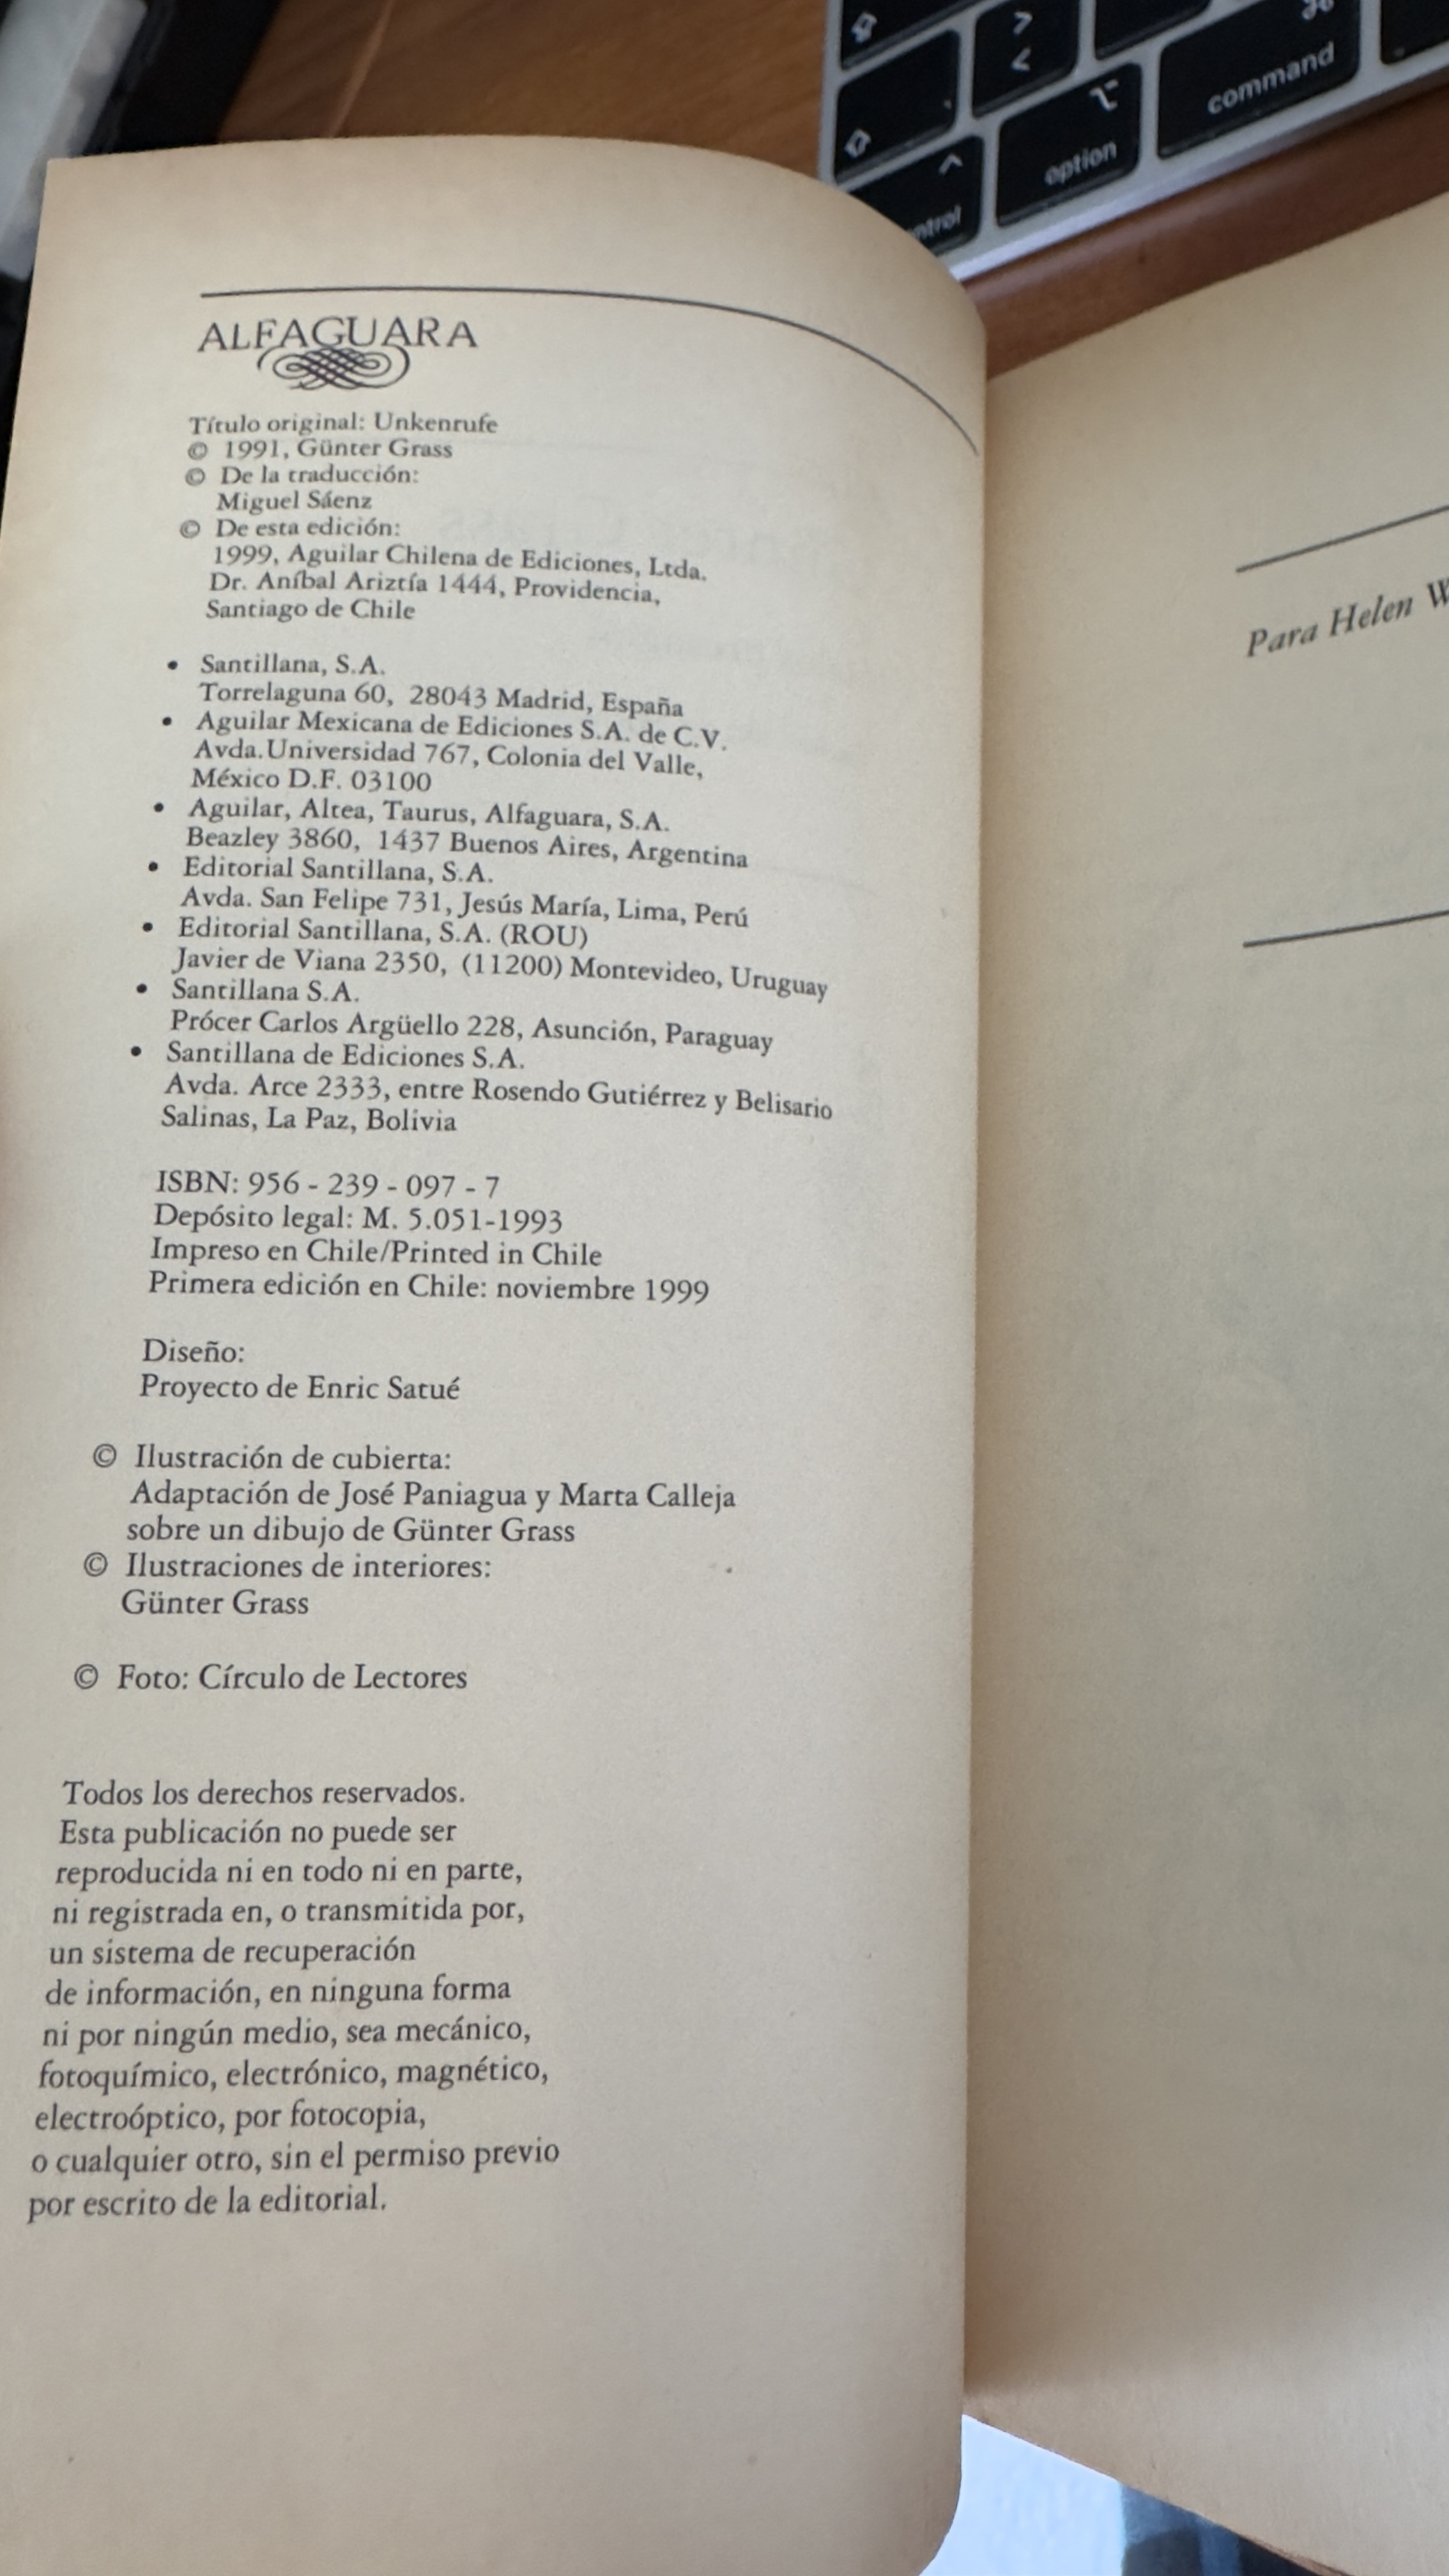 command
option
ALFAGUARA
Título original: Unkenrufe
© 1991, Günter Grass
© De la traducción:
Miguel Sáenz
© De esta edición:
1999, Aguilar Chilena de Ediciones, Ltda.
Dr. Aníbal Ariztía 1444, Providencia,
Santiago de Chile
• Santillana, S.A.
Torrelaguna 60, 28043 Madrid, España
• Aguilar Mexicana de Ediciones S.A. de C.V.
Avda.Universidad 767, Colonia del Valle,
México D.F. 03100
• Aguilar, Altea, Taurus, Alfaguara, S.A.
Beazley 3860, 1437 Buenos Aires, Argentina
• Editorial Santillana, S.A.
Avda. San Felipe 731, Jesús María, Lima, Perú
• Editorial Santillana, S.A. (ROU)
Javier de Viana 2350, (11200) Montevideo, Uruguay
• Santillana S.A.
Prócer Carlos Argüello 228, Asunción, Paraguay
• Santillana de Ediciones S.A.
Avda. Arce 2333, entre Rosendo Gutiérrez y Belisario
Salinas, La Paz, Bolivia
ISBN: 956 - 239 - 097 - 7
Depósito legal: M. 5.051-1993
Impreso en Chile/Printed in Chile
Primera edición en Chile: noviembre 1999
Diseño:
Proyecto de Enric Satué
© Ilustración de cubierta:
Adaptación de José Paniagua y Marta Calleja
sobre un dibujo de Günter Grass
© Ilustraciones de interiores:
Günter Grass
© Foto: Círculo de Lectores
Todos los derechos reservados.
Esta publicación no puede ser
reproducida ni en todo ni en parte,
ni registrada en, o transmitida por,
un sistema de recuperación
de información, en ninguna forma
ni por ningún medio, sea mecánico,
fotoquímico, electrónico, magnético,
electroóptico, por fotocopia,
o cualquier otro, sin el permiso previo
por escrito de la editorial.
Para Helen